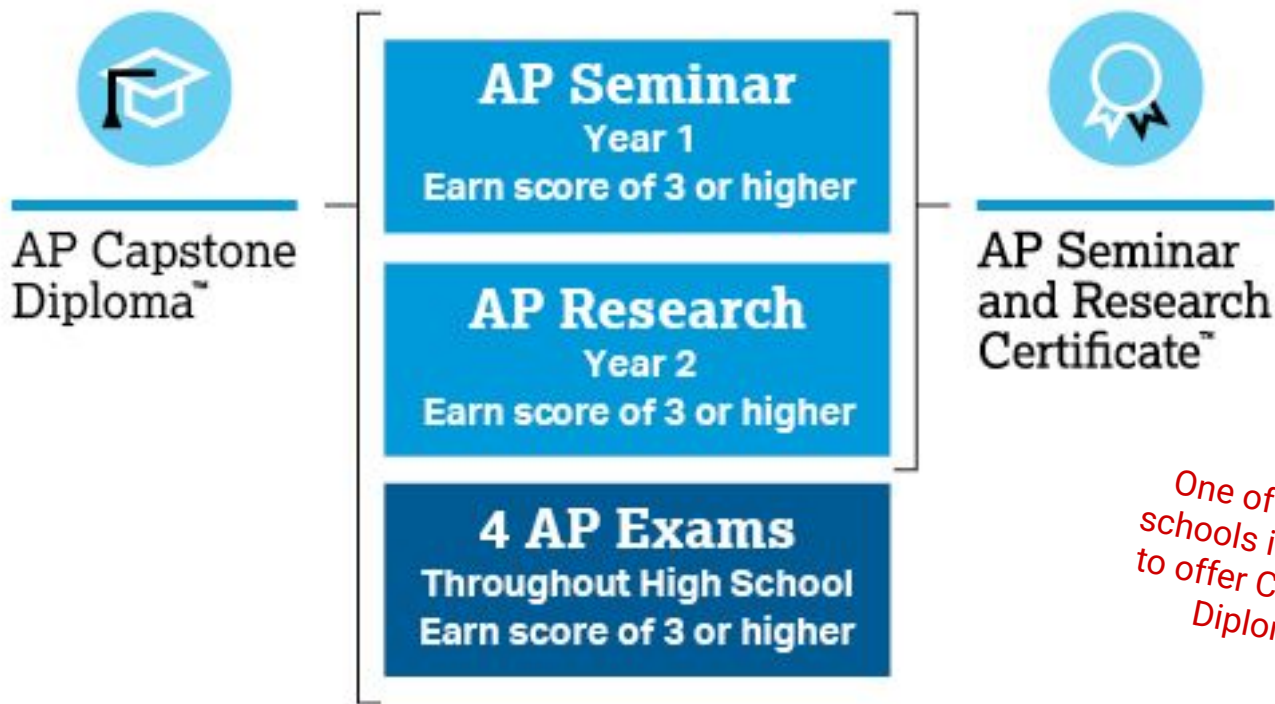 AP Capstone
Diploma™
AP Seminar
Year 1
Earn score of 3 or higher
AP Research
Year 2
Earn score of 3 or higher
4 AP Exams
Throughout High School
Earn score of 3 or higher
AP Seminar
and Research
Certificate™
One of
schools
to offer